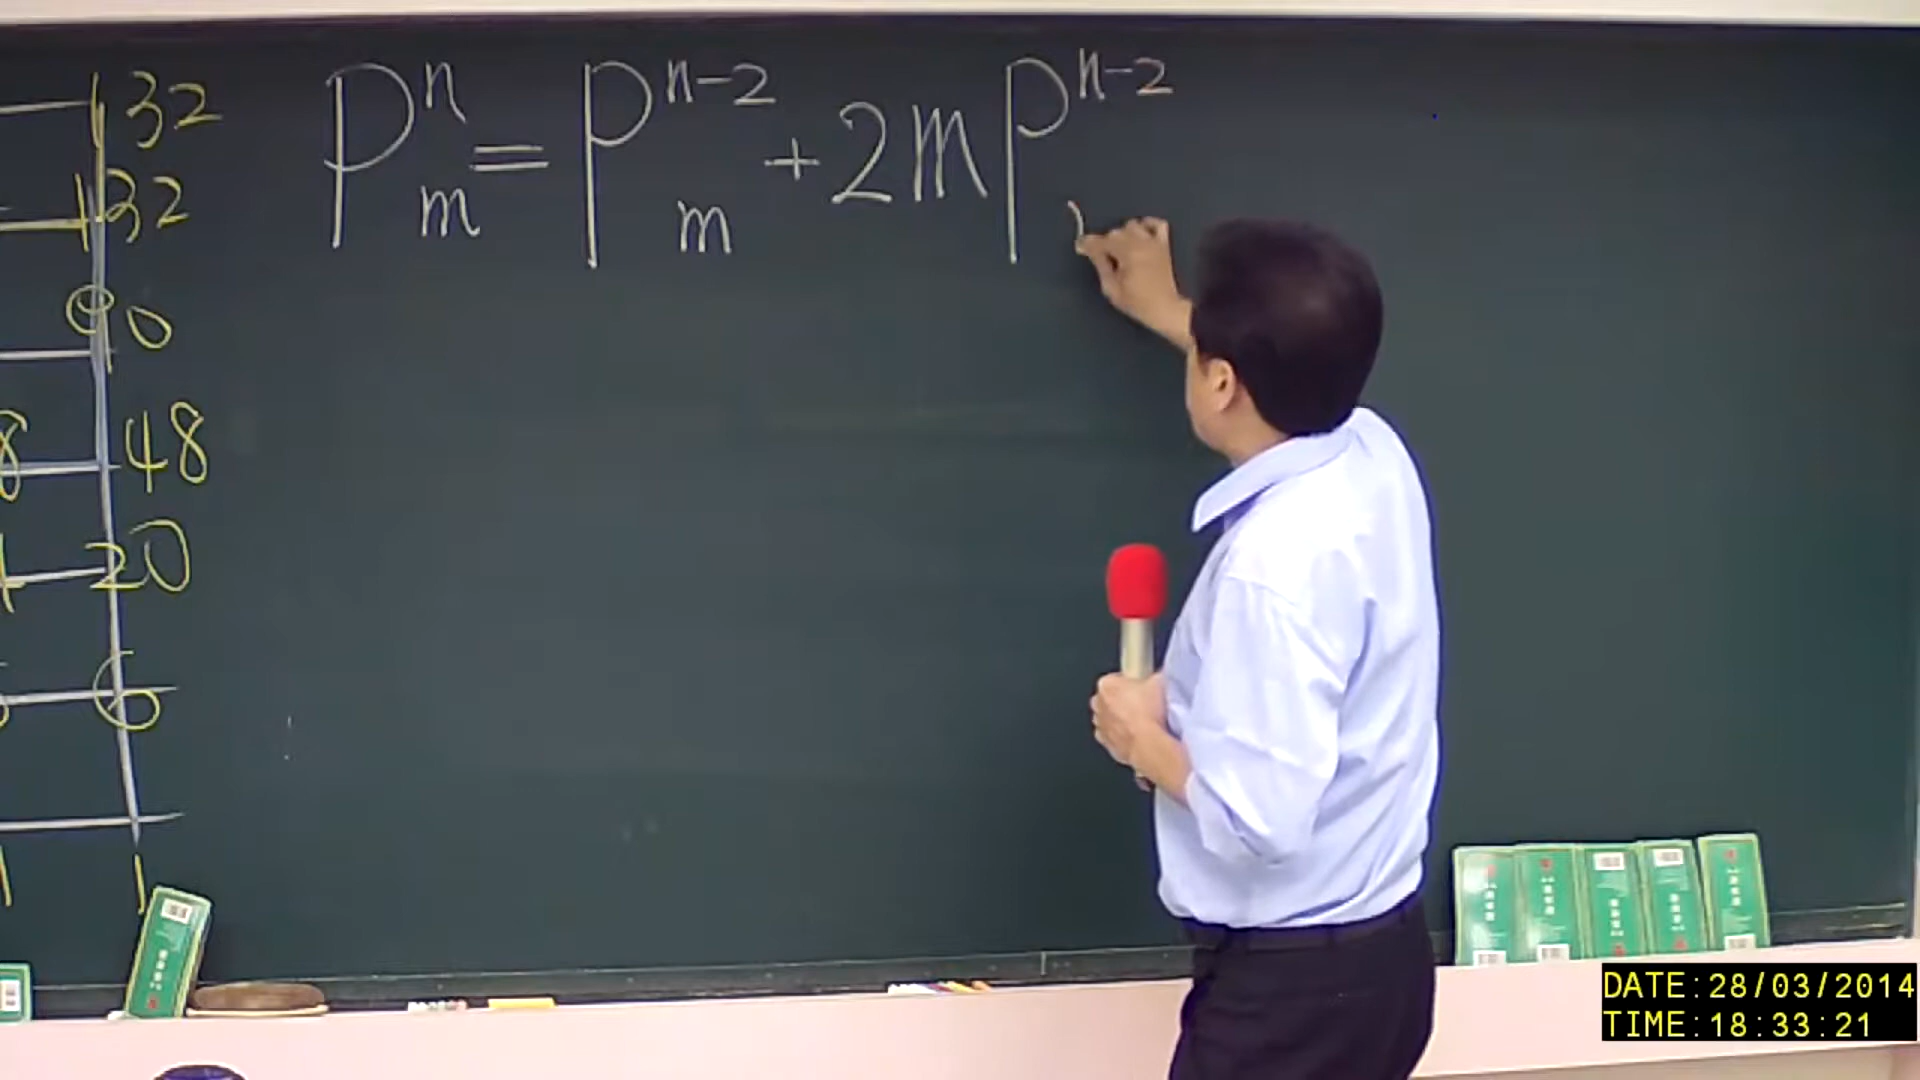 132
132
90
48
20
6
1
P^n_m = P^{n-2}_m + 2mP^{n-2}
DATE:28/03/2014
TIME:18:33:21